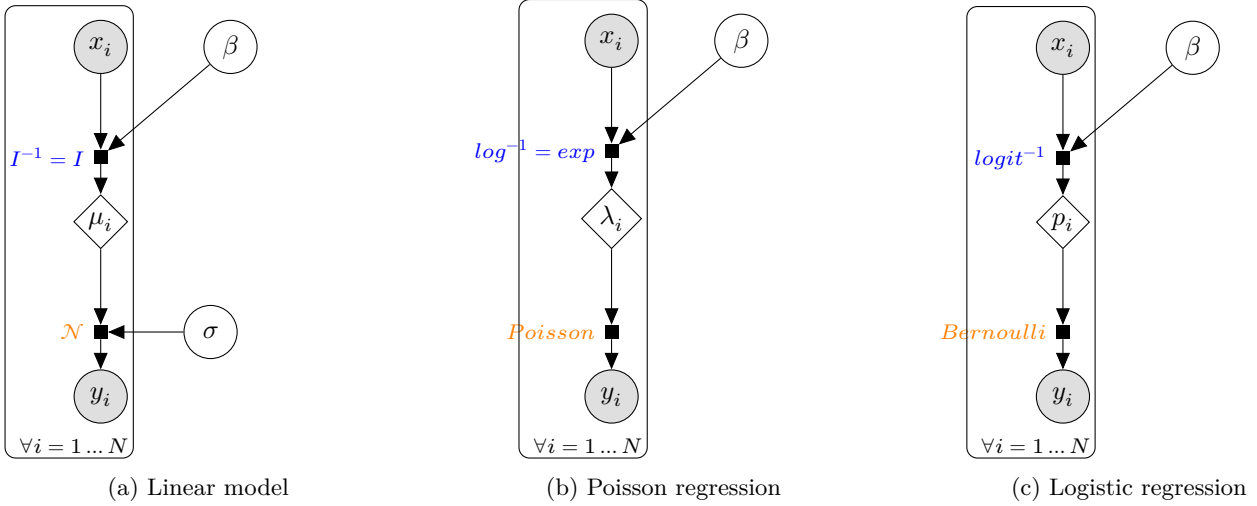 x_i
β
I^{-1} = I
μ_i
𝒩
σ
y_i
∀i = 1 ... N
(a) Linear model
x_i
β
log^{-1} = exp
λ_i
Poisson
y_i
∀i = 1 ... N
(b) Poisson regression
x_i
β
logit^{-1}
p_i
Bernoulli
y_i
∀i = 1 ... N
(c) Logistic regression